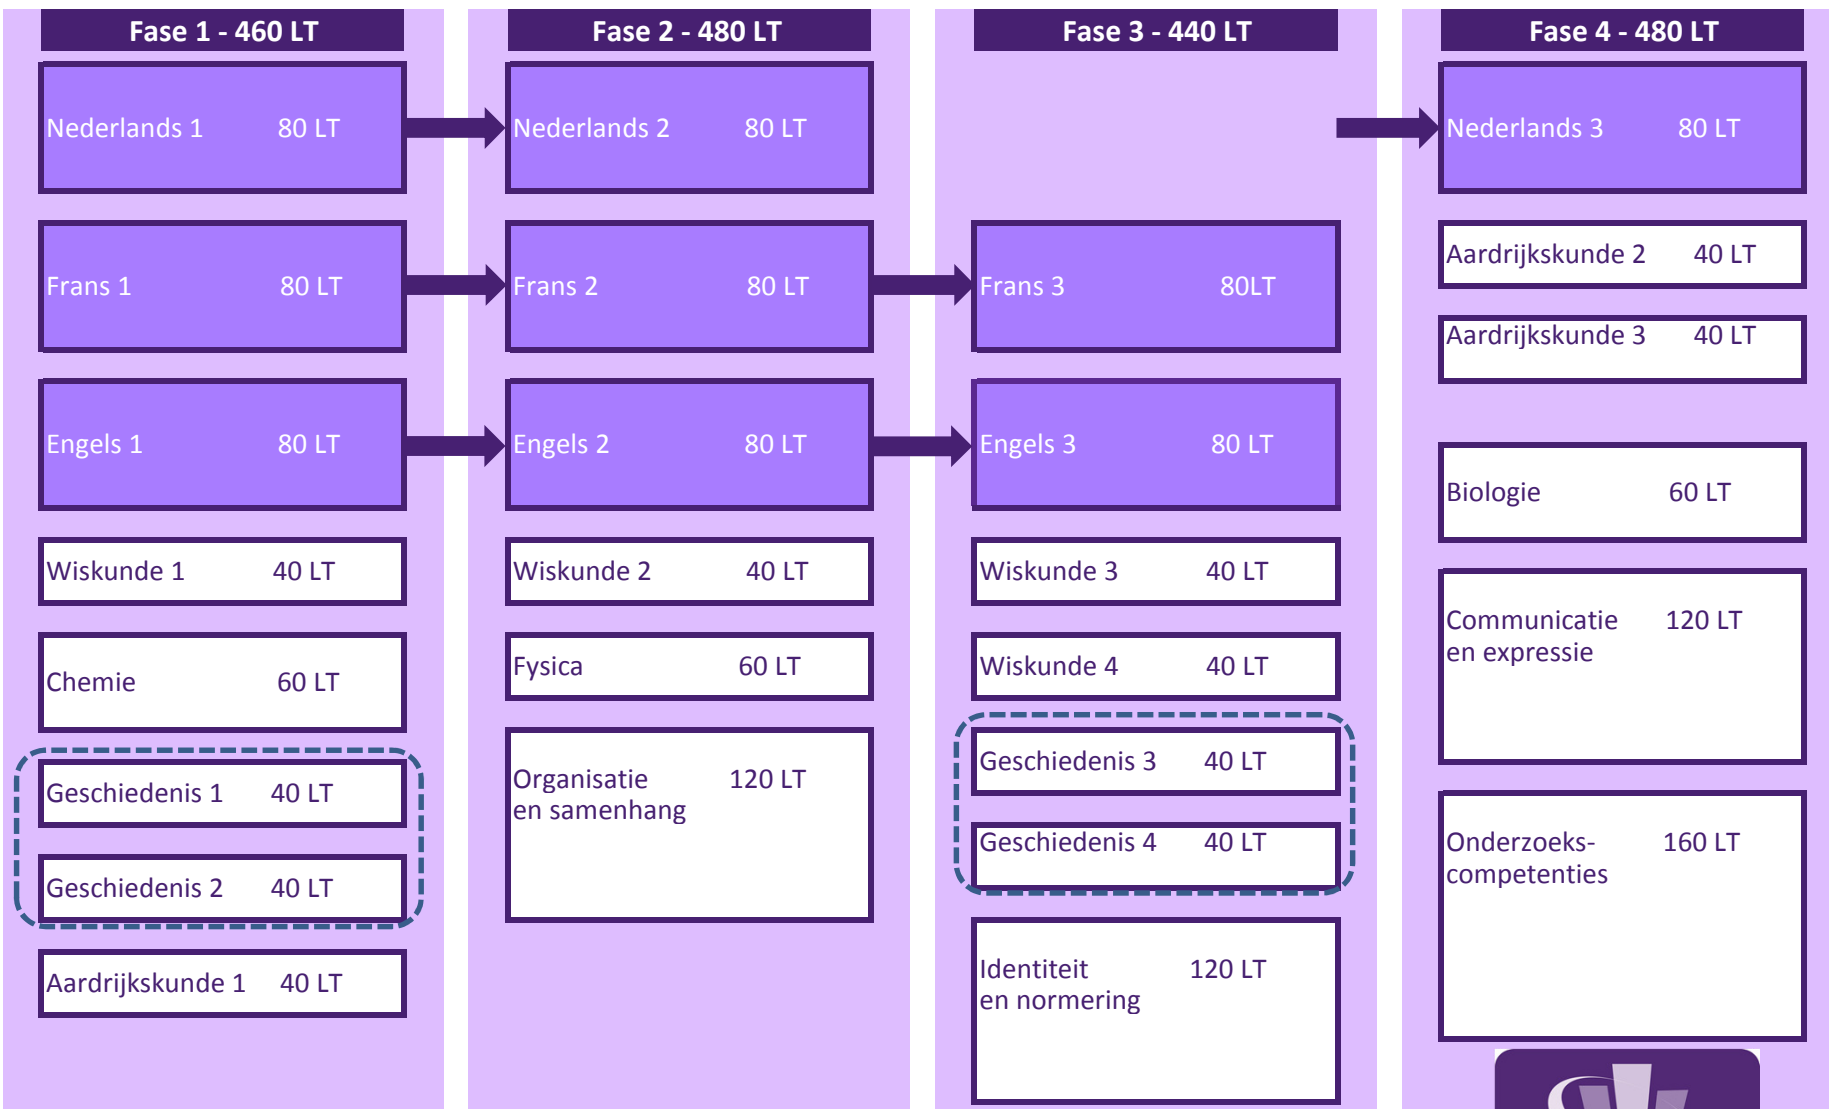 Fase 1 - 460 LT
Nederlands 1 80 LT
Frans 1 80 LT
Engels 1 80 LT
Wiskunde 1 40 LT
Chemie 60 LT
Geschiedenis 1 40 LT
Geschiedenis 2 40 LT
Aardrijkskunde 1 40 LT
Fase 2 - 480 LT
Nederlands 2 80 LT
Frans 2 80 LT
Engels 2 80 LT
Wiskunde 2 40 LT
Fysica 60 LT
Organisatie 120 LT
en samenhang
Fase 3 - 440 LT
Frans 3 80LT
Engels 3 80 LT
Wiskunde 3 40 LT
Wiskunde 4 40 LT
Geschiedenis 3 40 LT
Geschiedenis 4 40 LT
Identiteit 120 LT
en normering
Fase 4 - 480 LT
Nederlands 3 80 LT
Aardrijkskunde 2 40 LT
Aardrijkskunde 3 40 LT
Biologie 60 LT
Communicatie 120 LT
en expressie
Onderzoeks- 160 LT
competenties